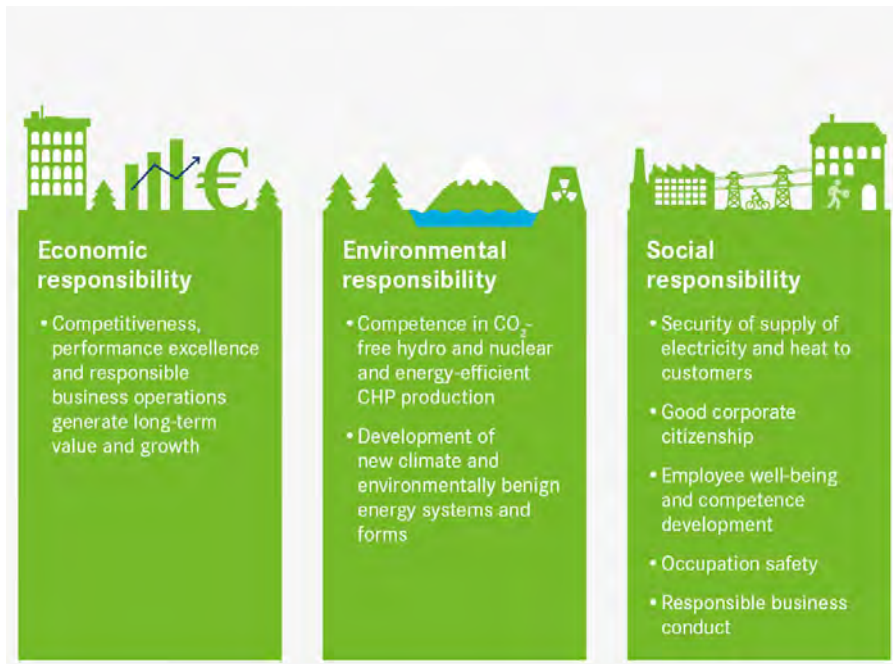 €
Economic
responsibility
• Competitiveness,
performance excellence
and responsible
business operations
generate long-term
value and growth
Environmental
responsibility
• Competence in CO₂-
free hydro and nuclear
and energy-efficient
CHP production
• Development of
new climate and
environmentally benign
energy systems and
forms
Social
responsibility
• Security of supply of
electricity and heat to
customers
• Good corporate
citizenship
• Employee well-being
and competence
development
• Occupation safety
• Responsible business
conduct